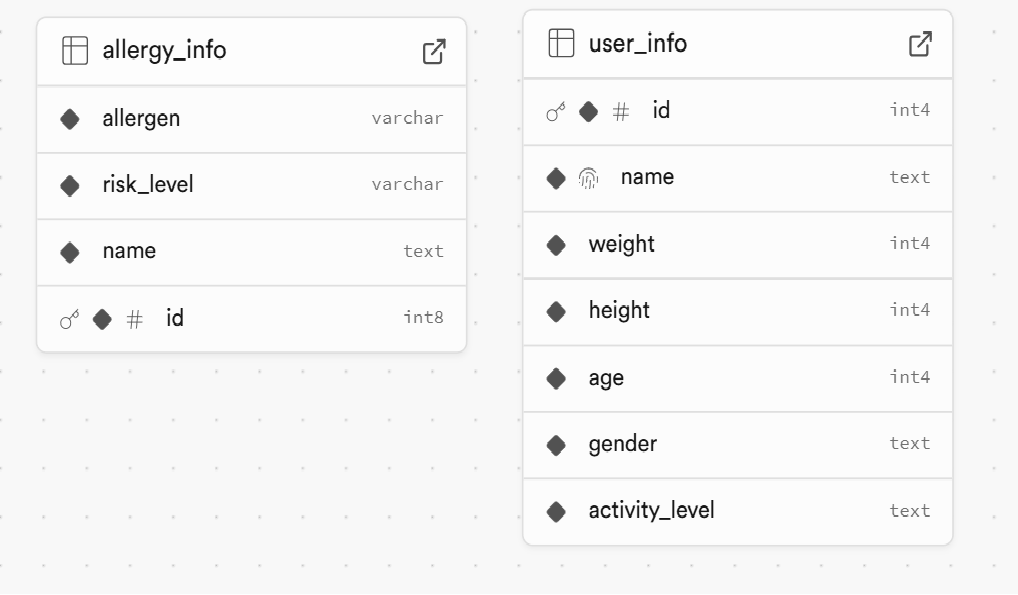 allergy_info
allergen varchar
risk_level varchar
name text
# id int8
user_info
# id int4
name text
weight int4
height int4
age int4
gender text
activity_level text